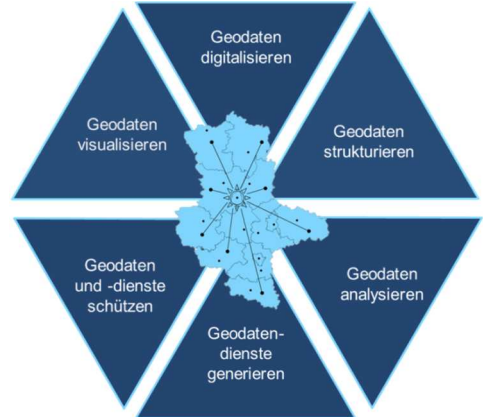 Geodaten
digitalisieren
Geodaten
visualisieren
Geodaten
strukturieren
Geodaten
und -dienste
schützen
Geodaten
analysieren
Geodaten-
dienste
generieren